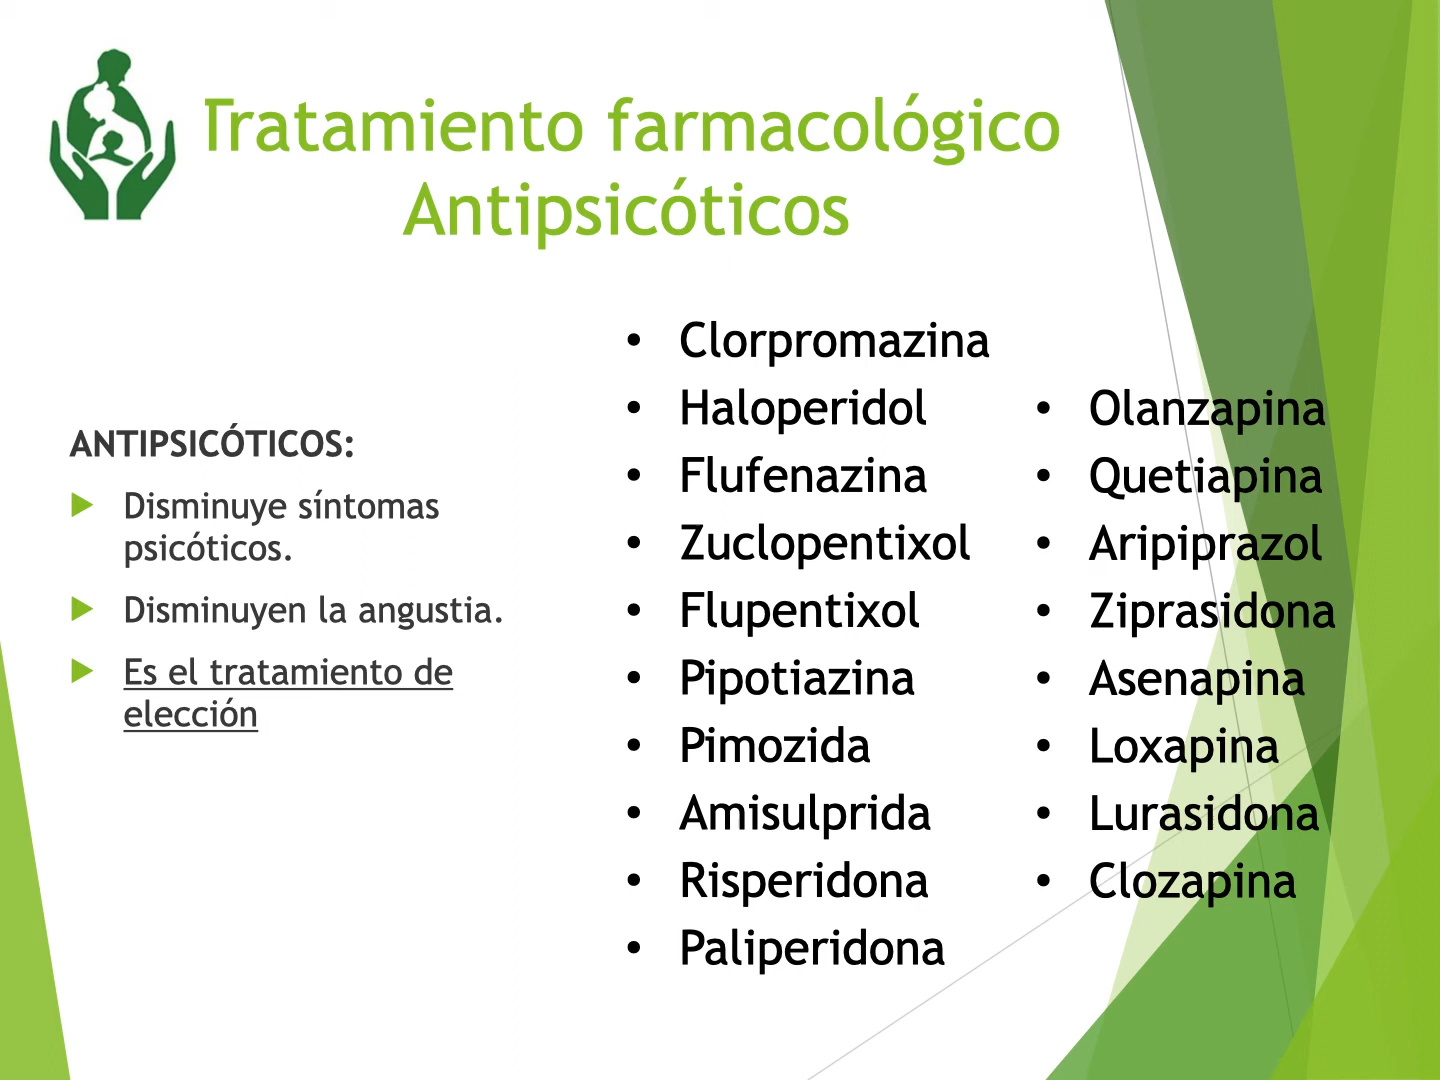 Tratamiento farmacológico
Antipsicóticos
ANTIPSICÓTICOS:
Disminuye síntomas
psicóticos.
Disminuyen la angustia.
Es el tratamiento de
elección
• Clorpromazina
• Haloperidol
• Flufenazina
• Zuclopentixol
• Flupentixol
• Pipotiazina
• Pimozida
• Amisulprida
• Risperidona
• Paliperidona
• Olanzapina
• Quetiapina
• Aripiprazol
• Ziprasidona
• Asenapina
• Loxapina
• Lurasidona
• Clozapina